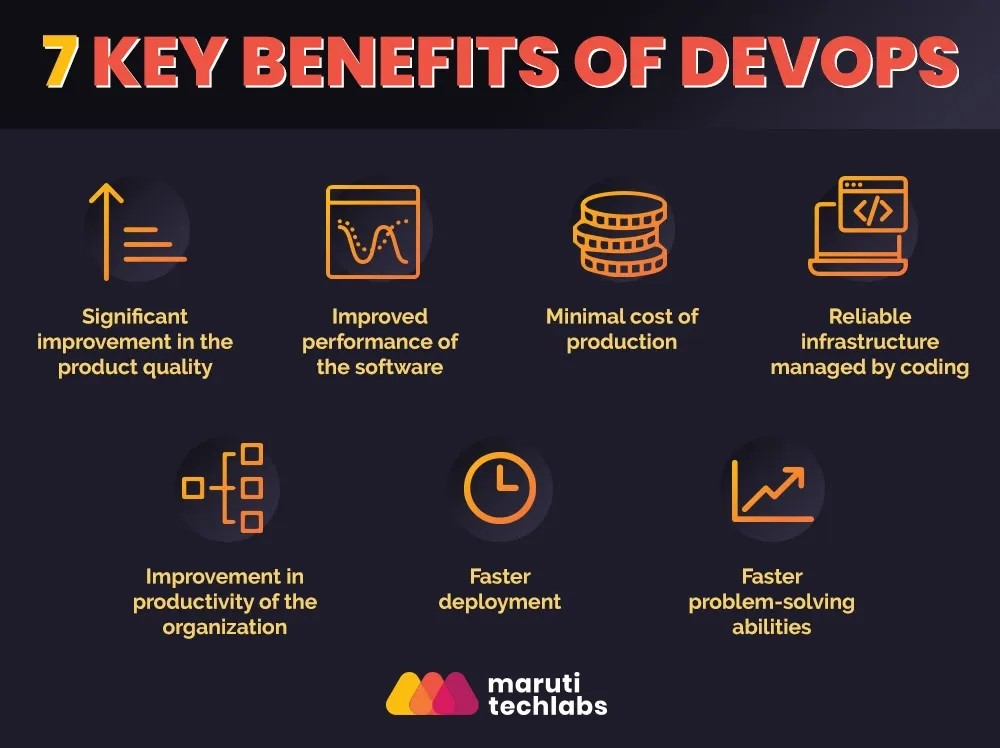 7 KEY BENEFITS OF DEVOPS
</>
Significant
improvement in the
product quality
Improved
performance of
the software
Minimal cost of
production
Reliable
infrastructure
managed by coding
Improvement in
productivity of the
organization
Faster
deployment
Faster
problem-solving
abilities
maruti
techlabs